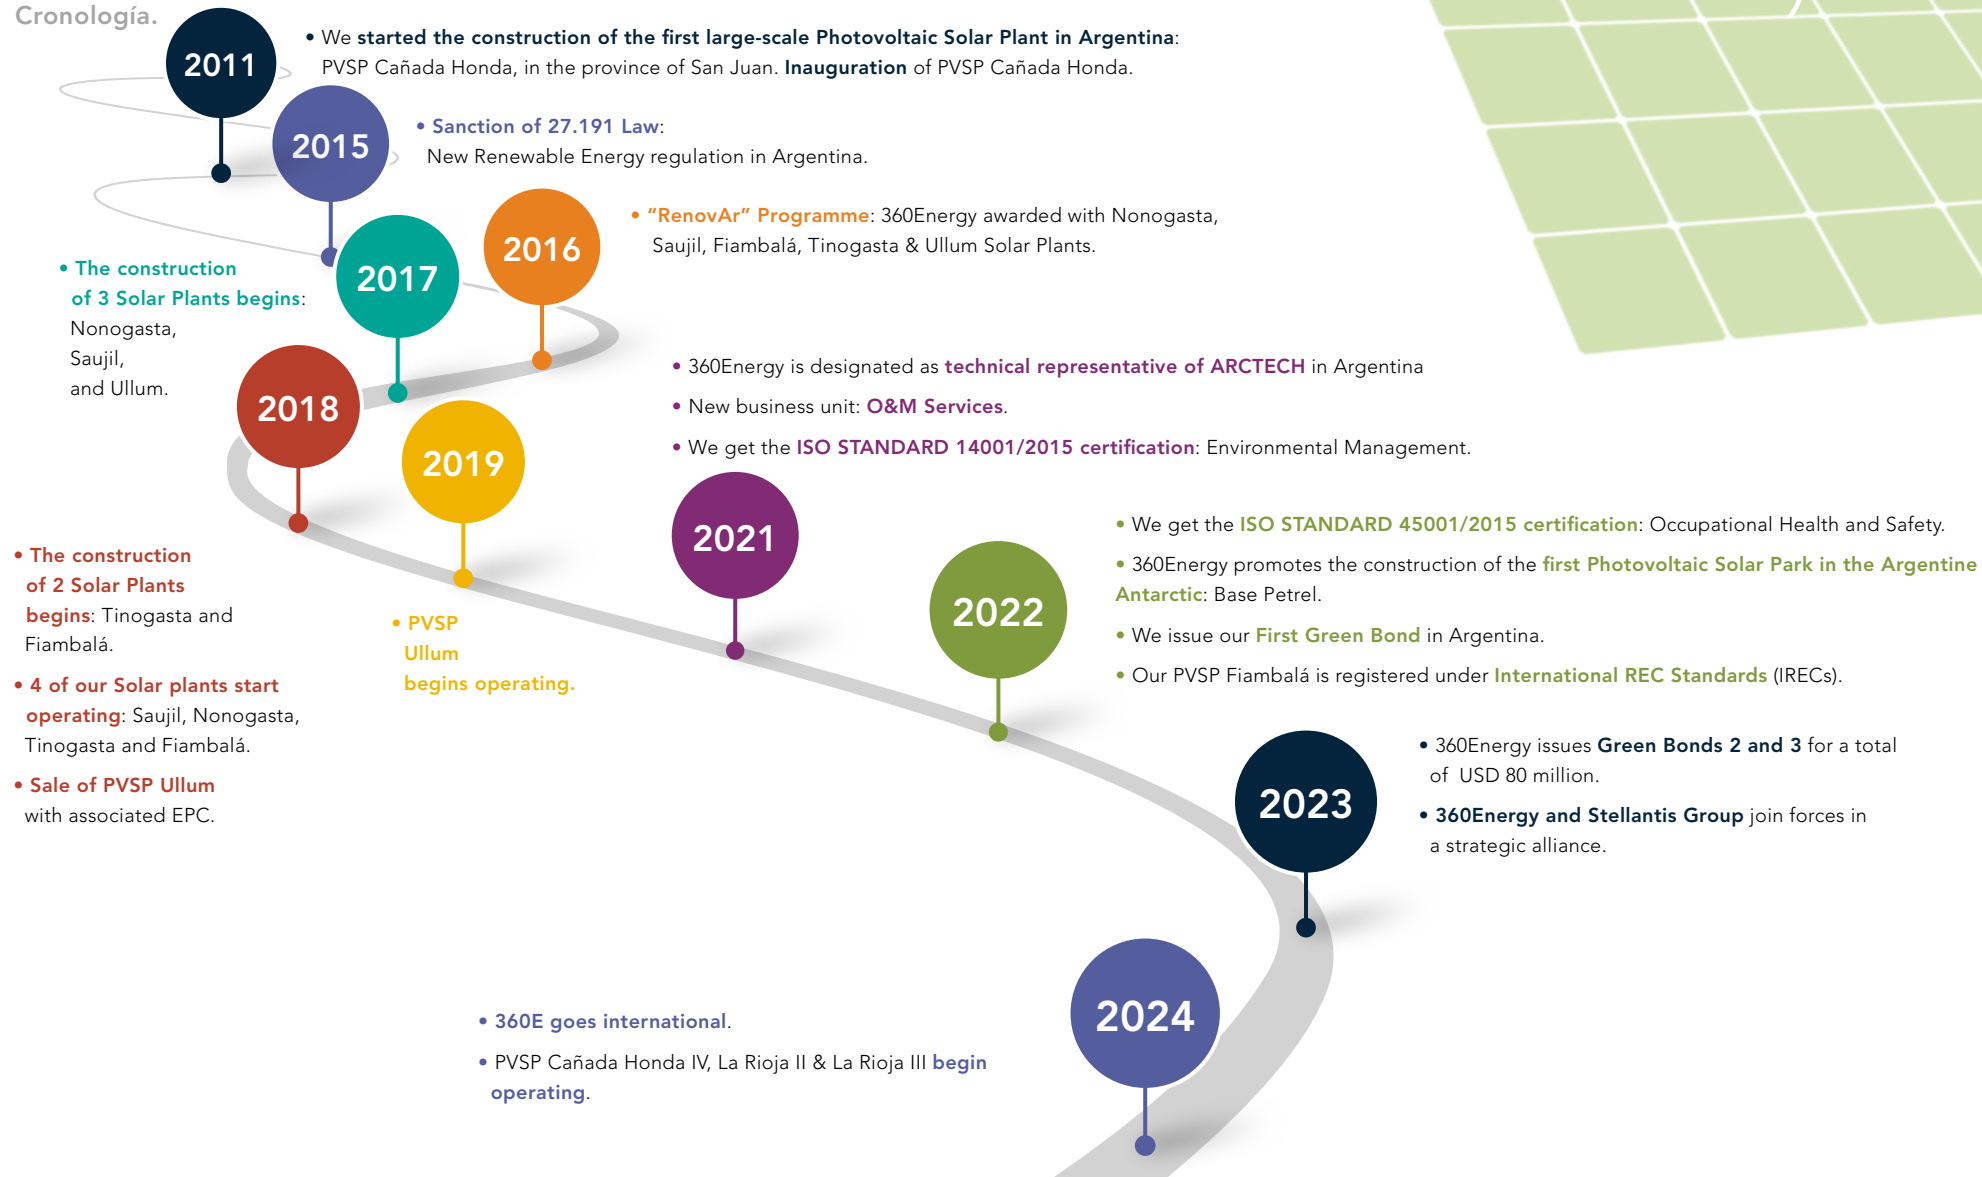 Cronología.
2011
• We started the construction of the first large-scale Photovoltaic Solar Plant in Argentina:
PVSP Cañada Honda, in the province of San Juan. Inauguration of PVSP Cañada Honda.
2015
• Sanction of 27.191 Law:
New Renewable Energy regulation in Argentina.
2016
• “RenovAr” Programme: 360Energy awarded with Nonogasta,
Saujil, Fiambalá, Tinogasta & Ullum Solar Plants.
2017
• The construction
of 3 Solar Plants begins:
Nonogasta,
Saujil,
and Ullum.
2018
• The construction
of 2 Solar Plants
begins: Tinogasta and
Fiambalá.
• 4 of our Solar plants start
operating: Saujil, Nonogasta,
Tinogasta and Fiambalá.
• Sale of PVSP Ullum
with associated EPC.
2019
• PVSP
Ullum
begins operating.
2021
• 360Energy is designated as technical representative of ARCTECH in Argentina
• New business unit: O&M Services.
• We get the ISO STANDARD 14001/2015 certification: Environmental Management.
2022
• We get the ISO STANDARD 45001/2015 certification: Occupational Health and Safety.
• 360Energy promotes the construction of the first Photovoltaic Solar Park in the Argentine
Antarctic: Base Petrel.
• We issue our First Green Bond in Argentina.
• Our PVSP Fiambalá is registered under International REC Standards (IRECs).
2023
• 360Energy issues Green Bonds 2 and 3 for a total
of USD 80 million.
• 360Energy and Stellantis Group join forces in
a strategic alliance.
2024
• 360E goes international.
• PVSP Cañada Honda IV, La Rioja II & La Rioja III begin
operating.